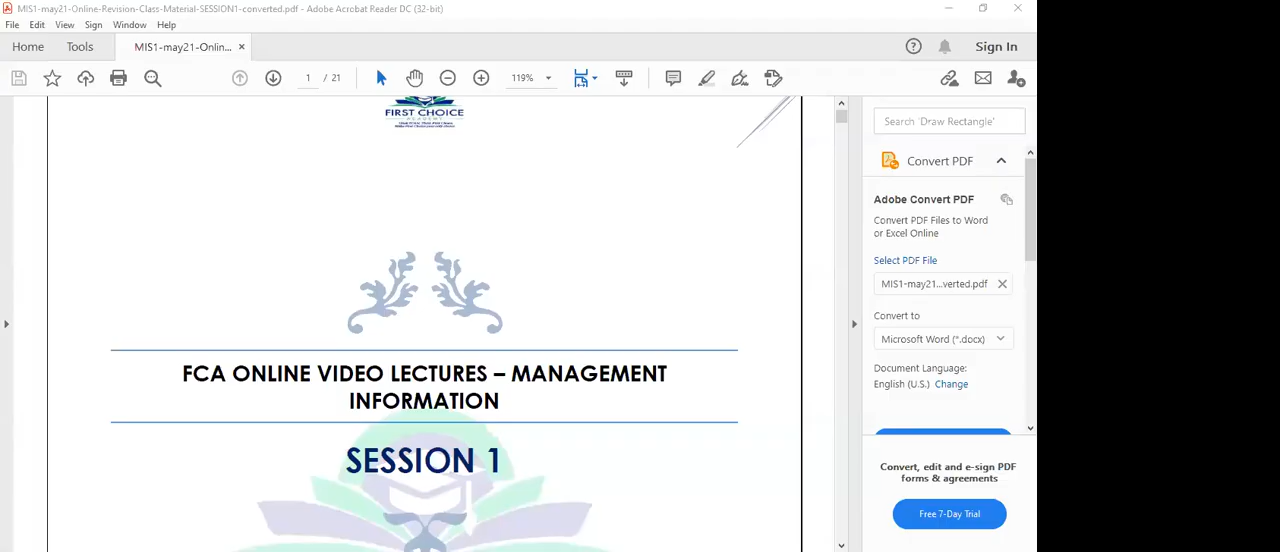 MIS1-may21-Online-Revision-Class-Material-SESSION1-converted.pdf - Adobe Acrobat Reader DC (32-bit)
File Edit View Sign Window Help
Home Tools MIS1-may21-Onlin... × Sign In
1 / 21 119%
FIRST CHOICE
ACADEMY
Search 'Draw Rectangle'
Convert PDF
Adobe Convert PDF
Convert PDF Files to Word
or Excel Online
Select PDF File
MIS1-may21...verted.pdf
Convert to
Microsoft Word (*.docx)
Document Language:
English (U.S.) Change
Convert, edit and e-sign PDF
forms & agreements
Free 7-Day Trial
FCA ONLINE VIDEO LECTURES – MANAGEMENT
INFORMATION
SESSION 1